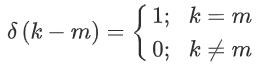 δ (k − m) = { 1; k = m
0; k ≠ m